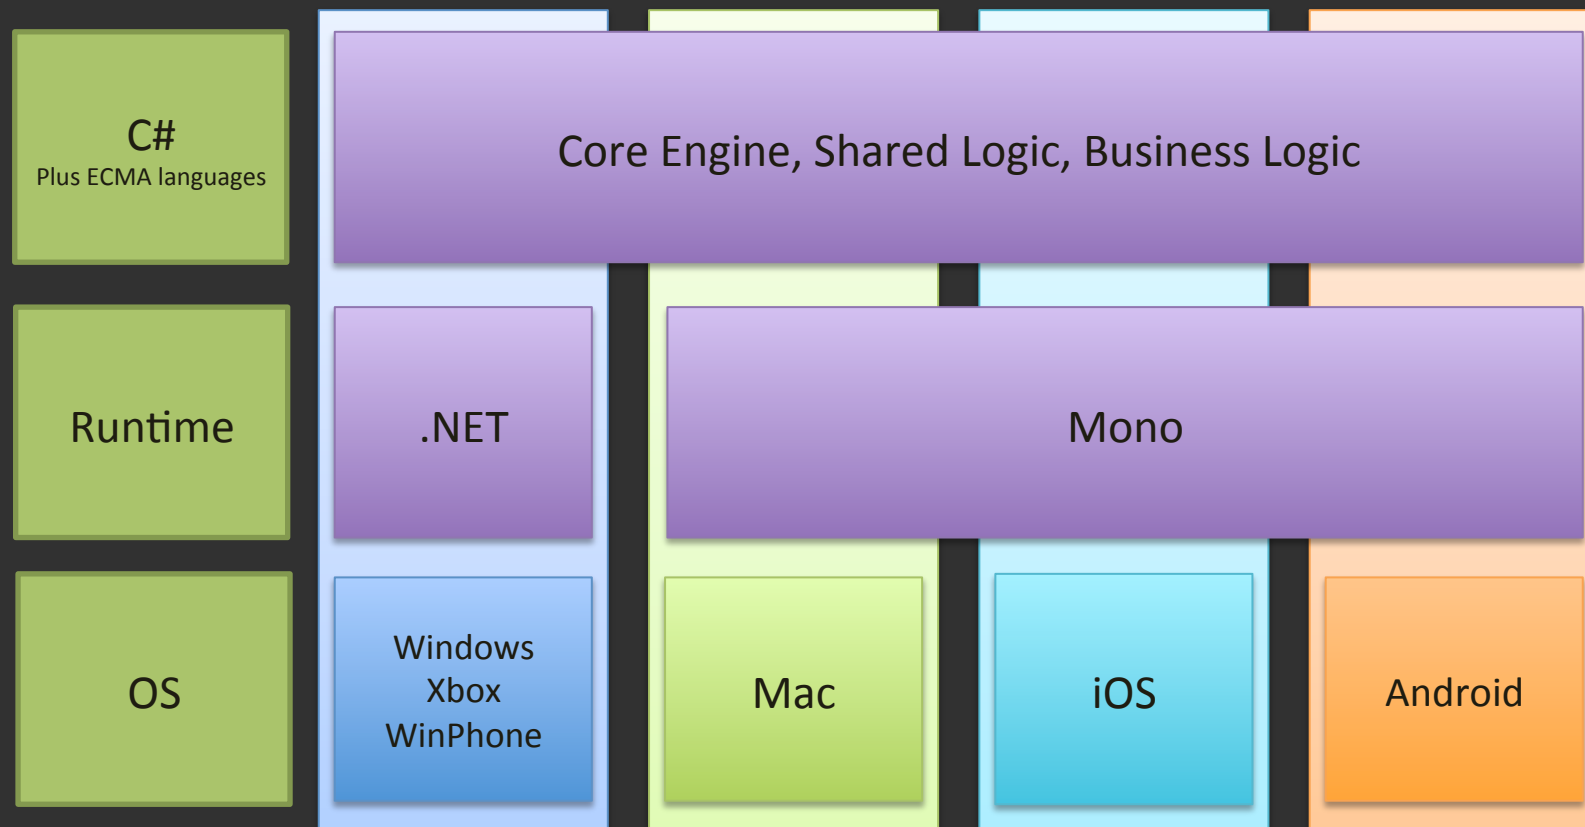 C#
Plus ECMA languages
Core Engine, Shared Logic, Business Logic
Runtime
.NET
Mono
OS
Windows
Xbox
WinPhone
Mac
iOS
Android